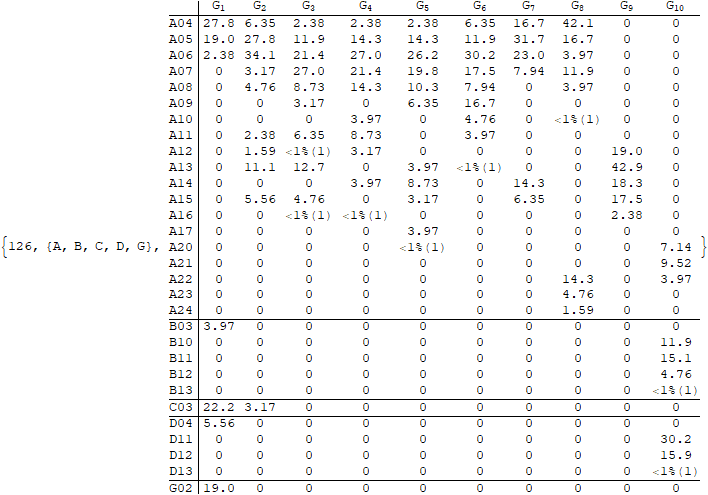 G1 G2 G3 G4 G5 G6 G7 G8 G9 G10
A04 27.8 6.35 2.38 2.38 2.38 6.35 16.7 42.1 0 0
A05 19.0 27.8 11.9 14.3 14.3 11.9 31.7 16.7 0 0
A06 2.38 34.1 21.4 27.0 26.2 30.2 23.0 3.97 0 0
A07 0 3.17 27.0 21.4 19.8 17.5 7.94 11.9 0 0
A08 0 4.76 8.73 14.3 10.3 7.94 0 3.97 0 0
A09 0 0 3.17 0 6.35 16.7 0 0 0 0
A10 0 0 0 3.97 0 4.76 0 <1%(1) 0 0
A11 0 2.38 6.35 8.73 0 3.97 0 0 0 0
A12 0 1.59 <1%(1) 3.17 0 0 0 0 19.0 0
A13 0 11.1 12.7 0 3.97 <1%(1) 0 0 42.9 0
A14 0 0 0 3.97 8.73 0 14.3 0 18.3 0
A15 0 5.56 4.76 0 3.17 0 6.35 0 17.5 0
A16 0 0 <1%(1) <1%(1) 0 0 0 0 2.38 0
A17 0 0 0 0 3.97 0 0 0 0 0
{126, {A, B, C, D, G}, A20 0 0 0 0 <1%(1) 0 0 0 0 7.14 }
A21 0 0 0 0 0 0 0 0 0 9.52
A22 0 0 0 0 0 0 0 14.3 0 3.97
A23 0 0 0 0 0 0 0 4.76 0 0
A24 0 0 0 0 0 0 0 1.59 0 0
B03 3.97 0 0 0 0 0 0 0 0 0
B10 0 0 0 0 0 0 0 0 0 11.9
B11 0 0 0 0 0 0 0 0 0 15.1
B12 0 0 0 0 0 0 0 0 0 4.76
B13 0 0 0 0 0 0 0 0 0 <1%(1)
C03 22.2 3.17 0 0 0 0 0 0 0 0
D04 5.56 0 0 0 0 0 0 0 0 0
D11 0 0 0 0 0 0 0 0 0 30.2
D12 0 0 0 0 0 0 0 0 0 15.9
D13 0 0 0 0 0 0 0 0 0 <1%(1)
G02 19.0 0 0 0 0 0 0 0 0 0